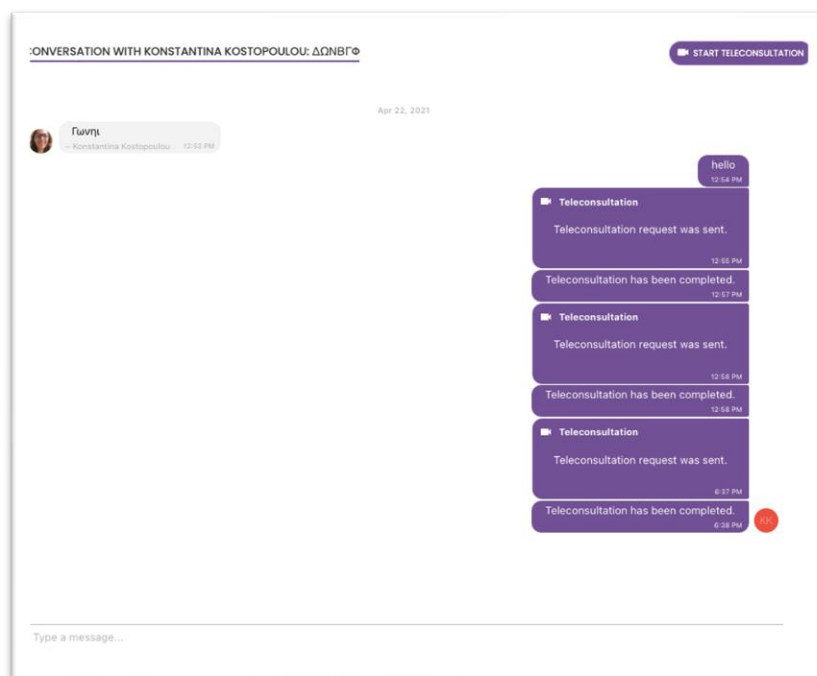 :ONVERSATION WITH KONSTANTINA KOSTOPOULOU: ΔΩΝΒΓΦ
START TELECONSULTATION
Apr 22, 2021
Γωνηι
– Konstantina Kostopoulou 12:53 PM
hello
12:54 PM
Teleconsultation
Teleconsultation request was sent.
12:55 PM
Teleconsultation has been completed.
12:57 PM
Teleconsultation
Teleconsultation request was sent.
12:58 PM
Teleconsultation has been completed.
12:58 PM
Teleconsultation
Teleconsultation request was sent.
6:37 PM
Teleconsultation has been completed.
6:38 PM
KK
Type a message...